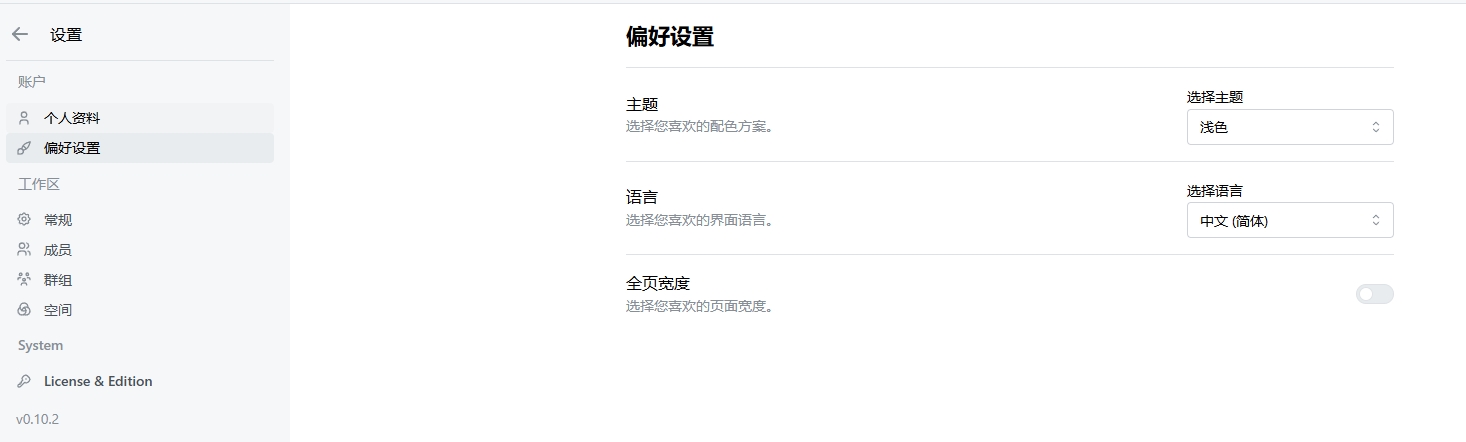 设置
账户
个人资料
偏好设置
工作区
常规
成员
群组
空间
System
License & Edition
v0.10.2
偏好设置
主题
选择您喜欢的配色方案。
选择主题
浅色
语言
选择您喜欢的界面语言。
选择语言
中文 (简体)
全页宽度
选择您喜欢的页面宽度。